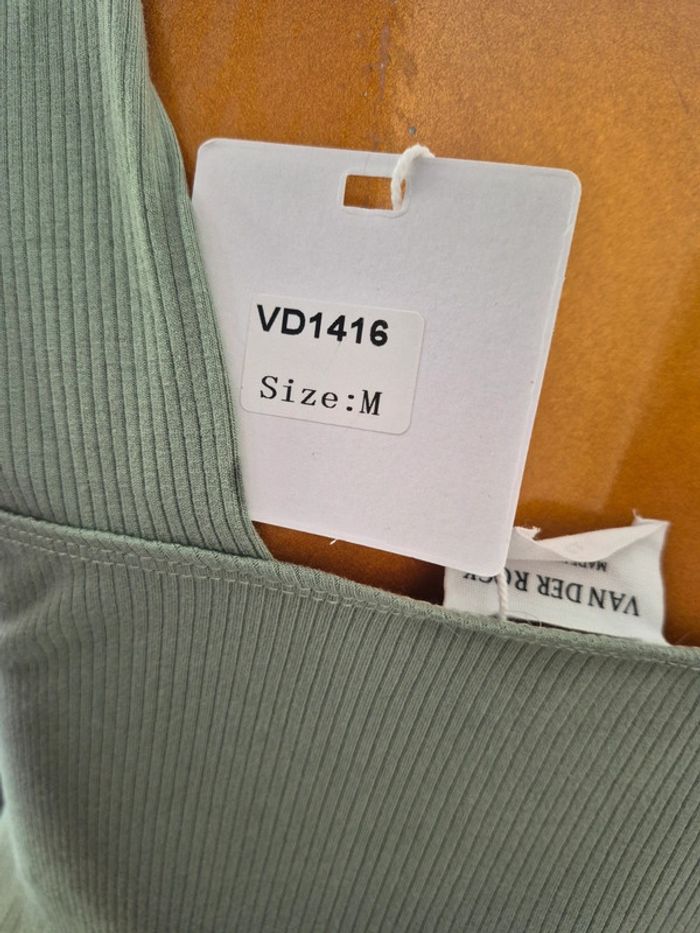 VD1416
Size:M
VAN DER ROCK